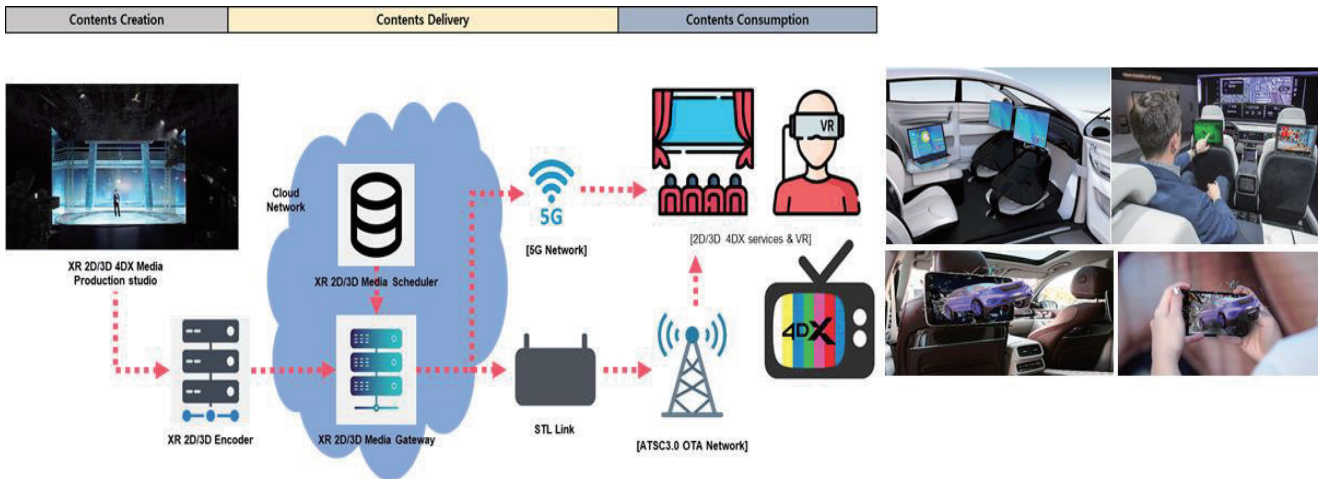 Contents Creation
Contents Delivery
Contents Consumption
Cloud
Network
5G
VR
[5G Network]
[2D/3D 4DX services & VR]
XR 2D/3D 4DX Media
Production studio
XR 2D/3D Media Scheduler
4DX
STL Link
XR 2D/3D Encoder
XR 2D/3D Media Gateway
[ATSC3.0 OTA Network]